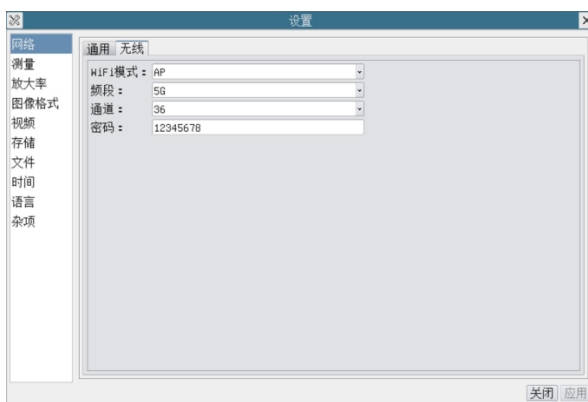 设置
网络
测量
放大率
图像格式
视频
存储
文件
时间
语言
杂项
通用 无线
WiFi模式： AP
频段： 5G
通道： 36
密码： 12345678
关闭 应用